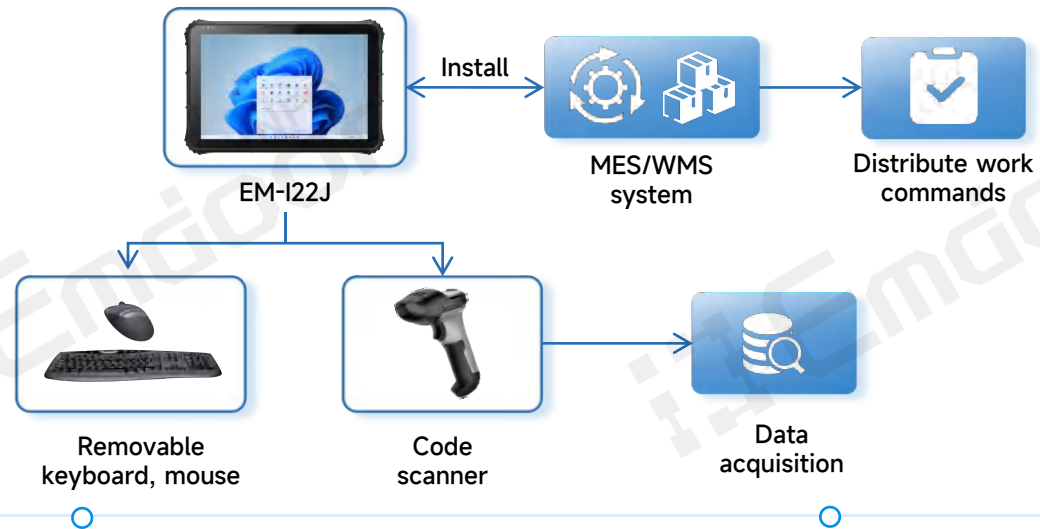 Install
EM-I22J
MES/WMS
system
Distribute work
commands
Removable
keyboard, mouse
Code
scanner
Data
acquisition